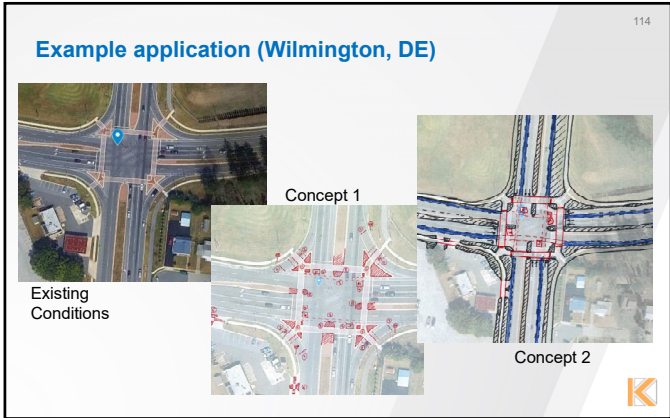 114
Example application (Wilmington, DE)
Concept 1
Existing
Conditions
Concept 2